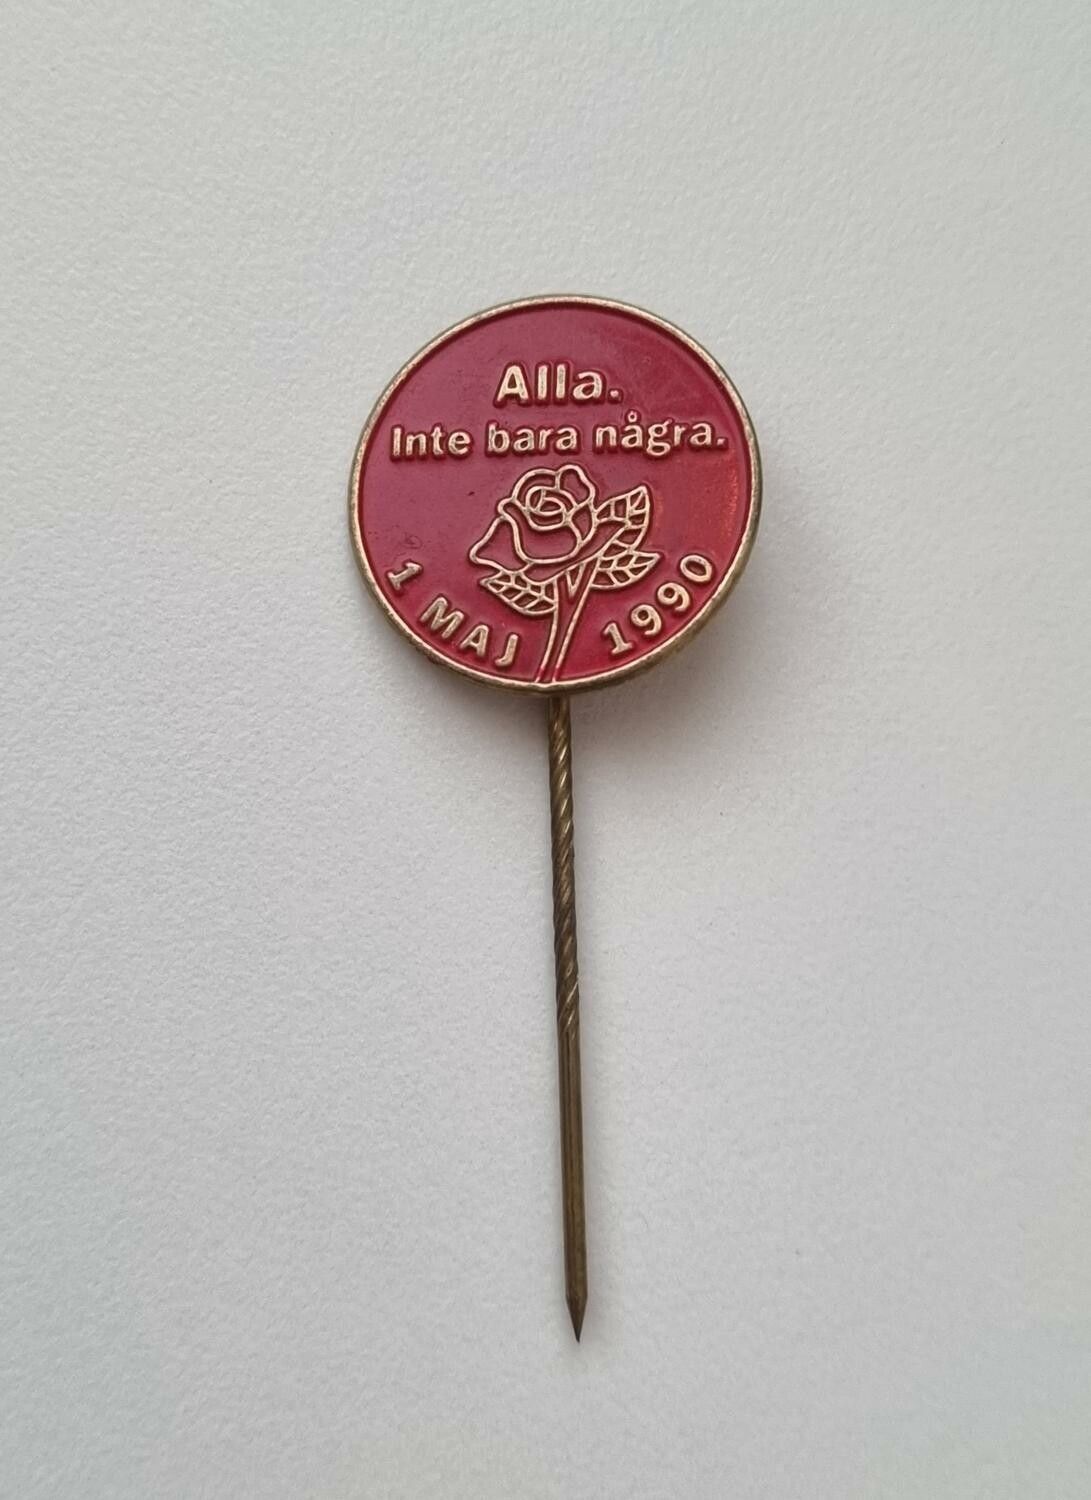 Alla.
Inte bara några.
1 MAJ 1990